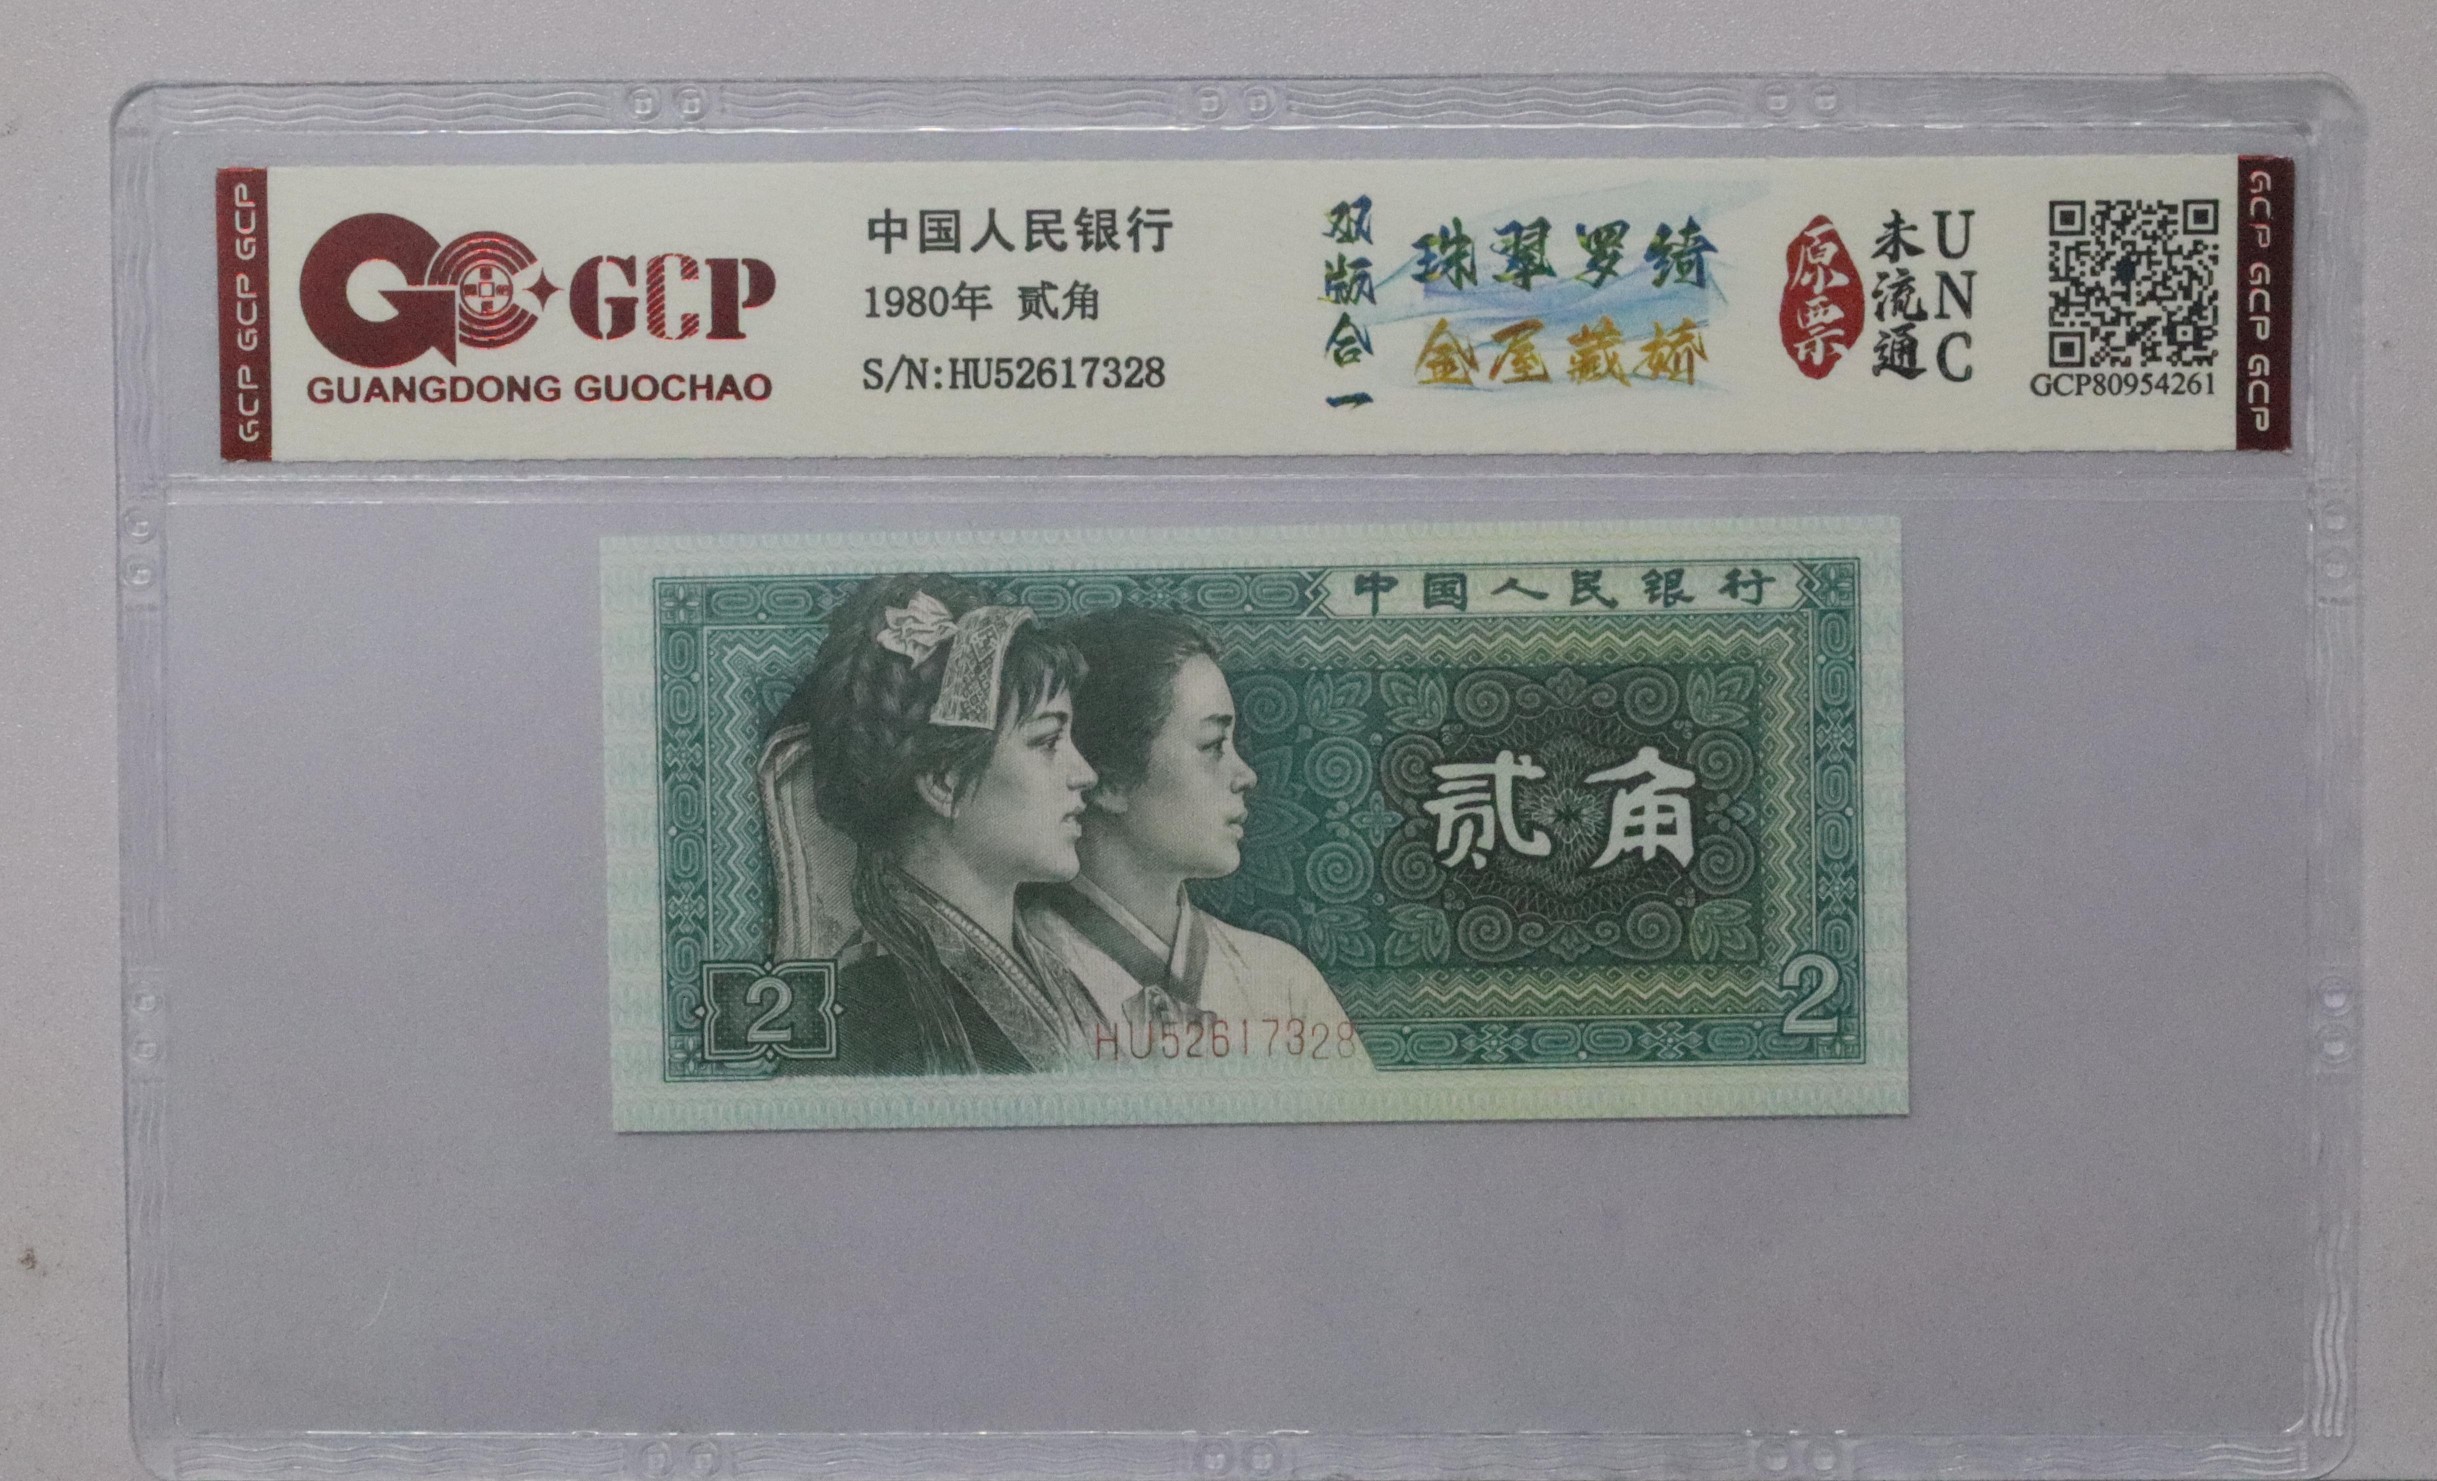 GCP GCP GCP
GCP
GUANGDONG GUOCHAO
中国人民银行
1980年 贰角
S/N:HU52617328
双版合一
珠翠罗绮
金屋藏娇
原票
未流通
UNC
GCP80954261
GCP GCP GCP
中国人民银行
贰角
2
2
HU52617328